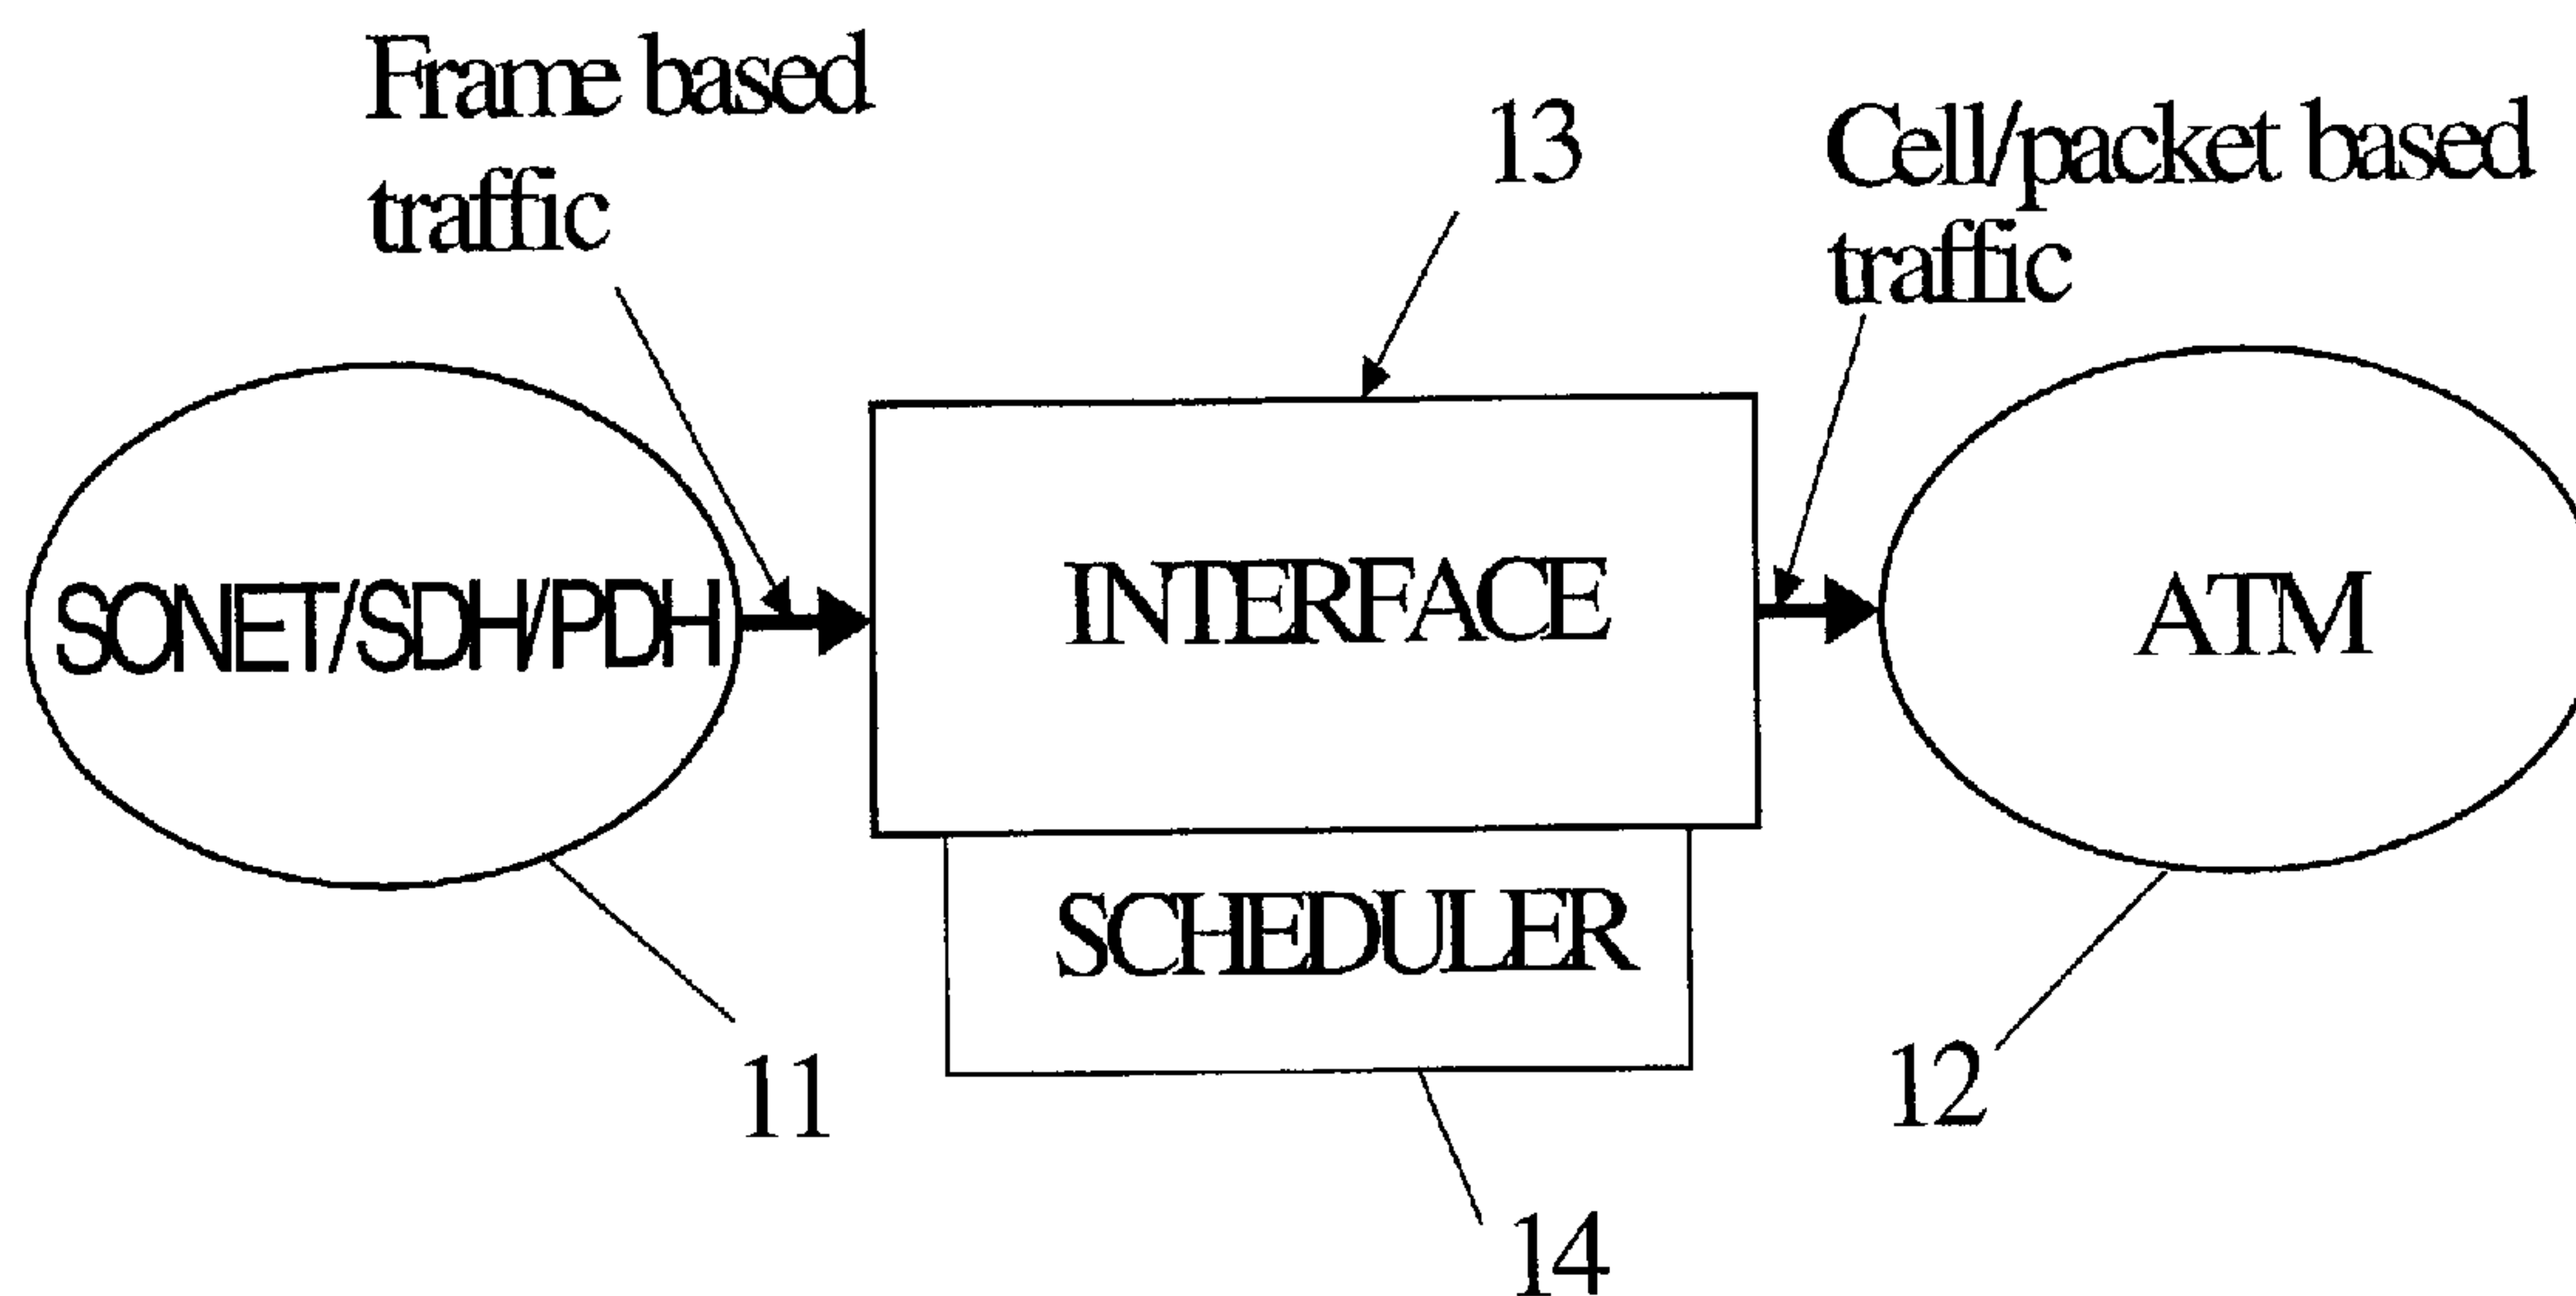 Frame based
traffic
13
Cell/packet based
traffic
SONET/SDH/PDH
INTERFACE
ATM
SCHEDULER
11
12
14